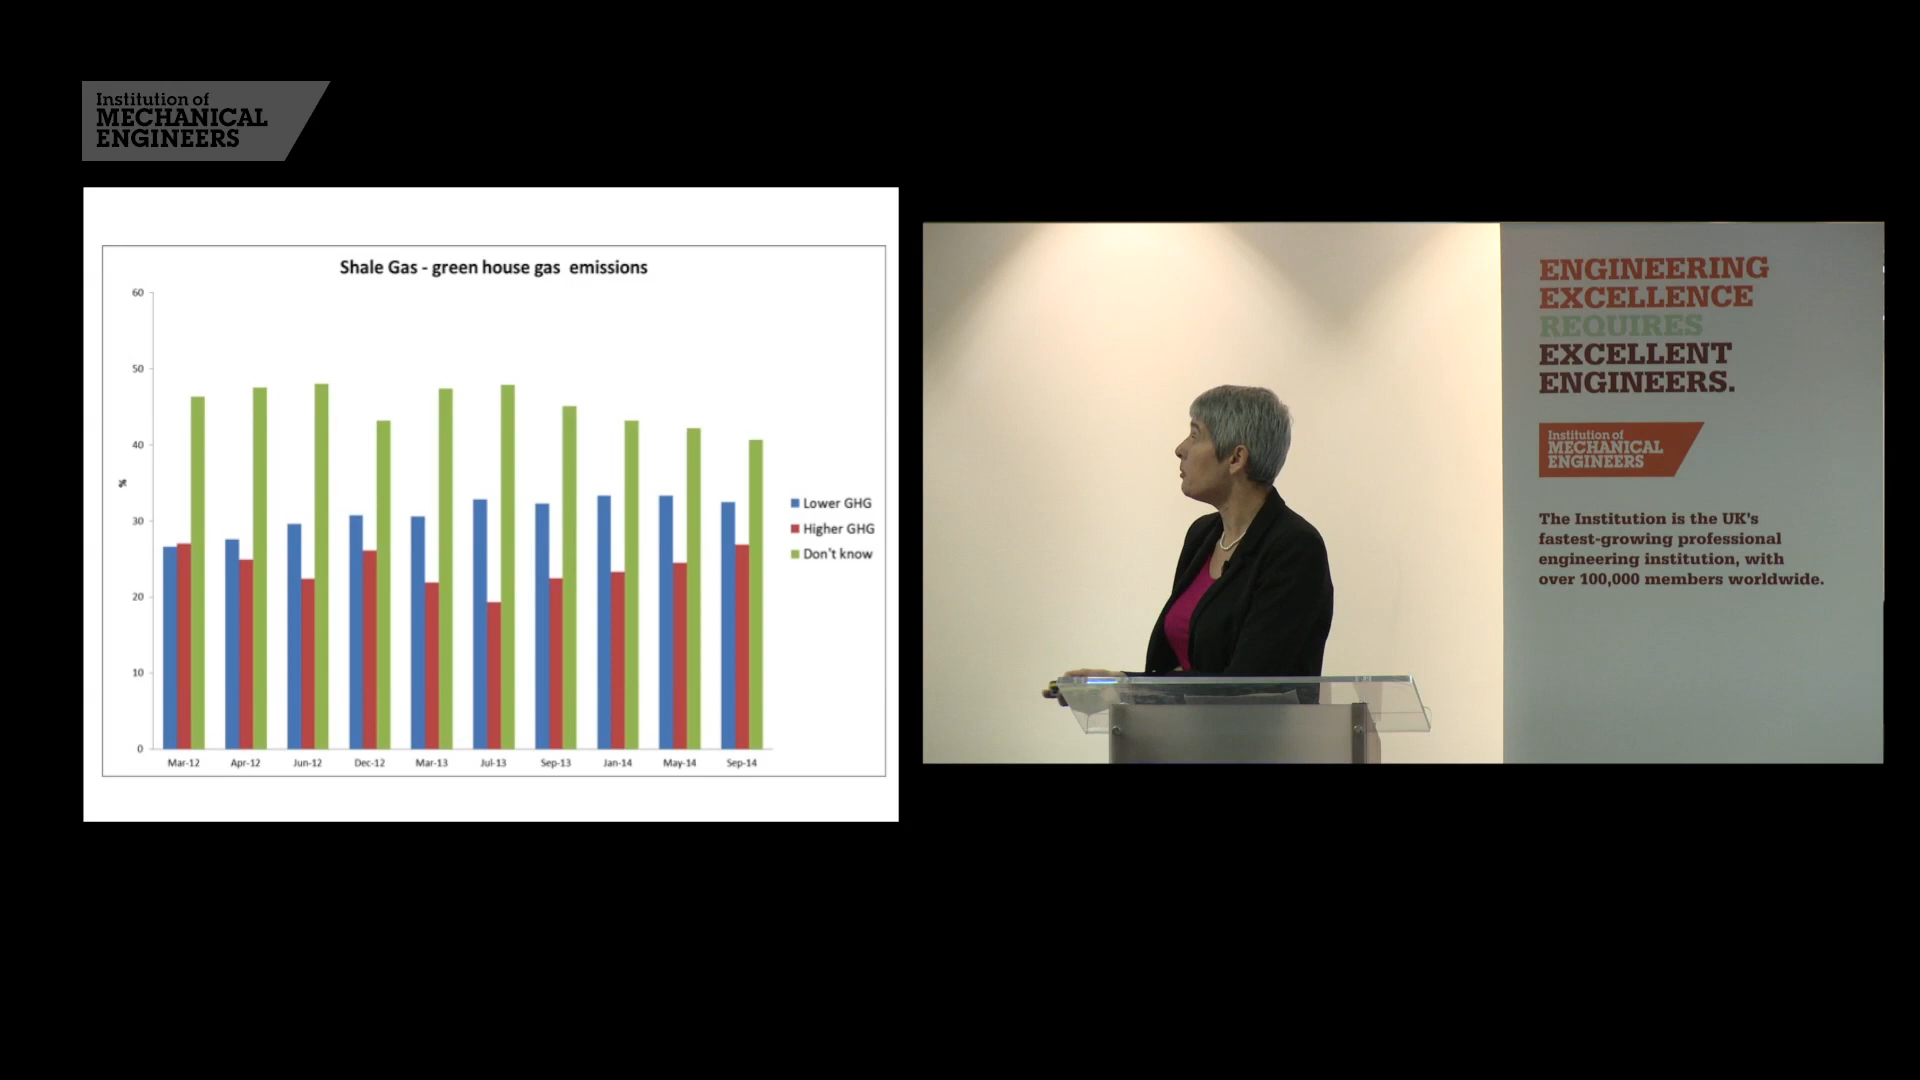 Institution of
MECHANICAL
ENGINEERS
Shale Gas - green house gas  emissions
60
50
40
30
20
10
0
%
Mar-12 Apr-12 Jun-12 Dec-12 Mar-13 Jul-13 Sep-13 Jan-14 May-14 Sep-14
Lower GHG
Higher GHG
Don't know
ENGINEERING
EXCELLENCE
REQUIRES
EXCELLENT
ENGINEERS.
Institution of
MECHANICAL
ENGINEERS
The Institution is the UK's
fastest-growing professional
engineering institution, with
over 100,000 members worldwide.